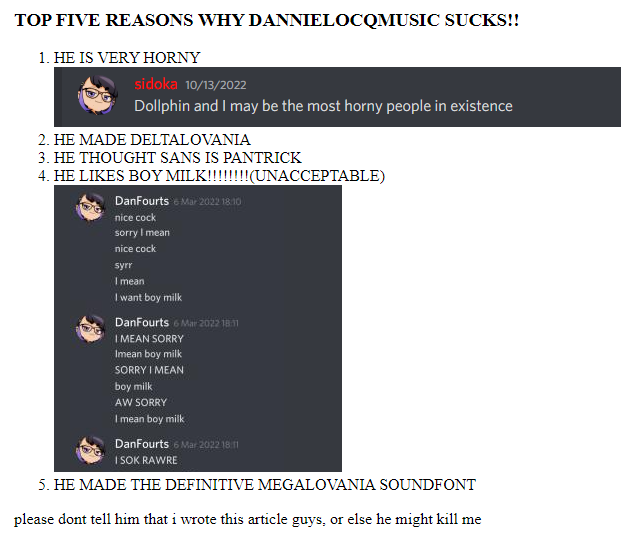 TOP FIVE REASONS WHY DANNIELOCQMUSIC SUCKS!!
1. HE IS VERY HORNY
sidoka 10/13/2022
Dollphin and I may be the most horny people in existence
2. HE MADE DELTALOVANIA
3. HE THOUGHT SANS IS PANTRICK
4. HE LIKES BOY MILK!!!!!!!!(UNACCEPTABLE)
DanFourts 6 Mar 2022 18:10
nice cock
sorry I mean
nice cock
syrr
I mean
I want boy milk
DanFourts 6 Mar 2022 18:11
I MEAN SORRY
Imean boy milk
SORRY I MEAN
boy milk
AW SORRY
I mean boy milk
DanFourts 6 Mar 2022 18:11
I SOK RAWRE
5. HE MADE THE DEFINITIVE MEGALOVANIA SOUNDFONT
please dont tell him that i wrote this article guys, or else he might kill me